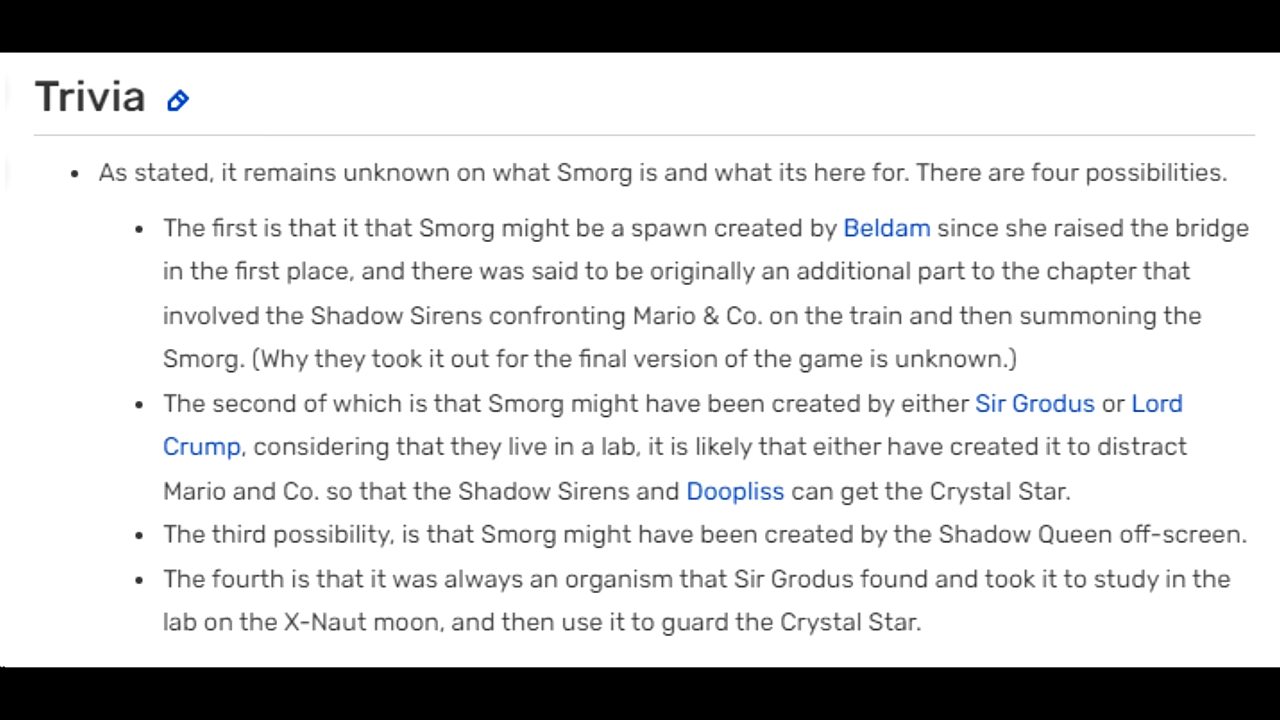 Trivia
As stated, it remains unknown on what Smorg is and what its here for. There are four possibilities.
The first is that it that Smorg might be a spawn created by Beldam since she raised the bridge
in the first place, and there was said to be originally an additional part to the chapter that
involved the Shadow Sirens confronting Mario & Co. on the train and then summoning the
Smorg. (Why they took it out for the final version of the game is unknown.)
The second of which is that Smorg might have been created by either Sir Grodus or Lord
Crump, considering that they live in a lab, it is likely that either have created it to distract
Mario and Co. so that the Shadow Sirens and Doopliss can get the Crystal Star.
The third possibility, is that Smorg might have been created by the Shadow Queen off-screen.
The fourth is that it was always an organism that Sir Grodus found and took it to study in the
lab on the X-Naut moon, and then use it to guard the Crystal Star.